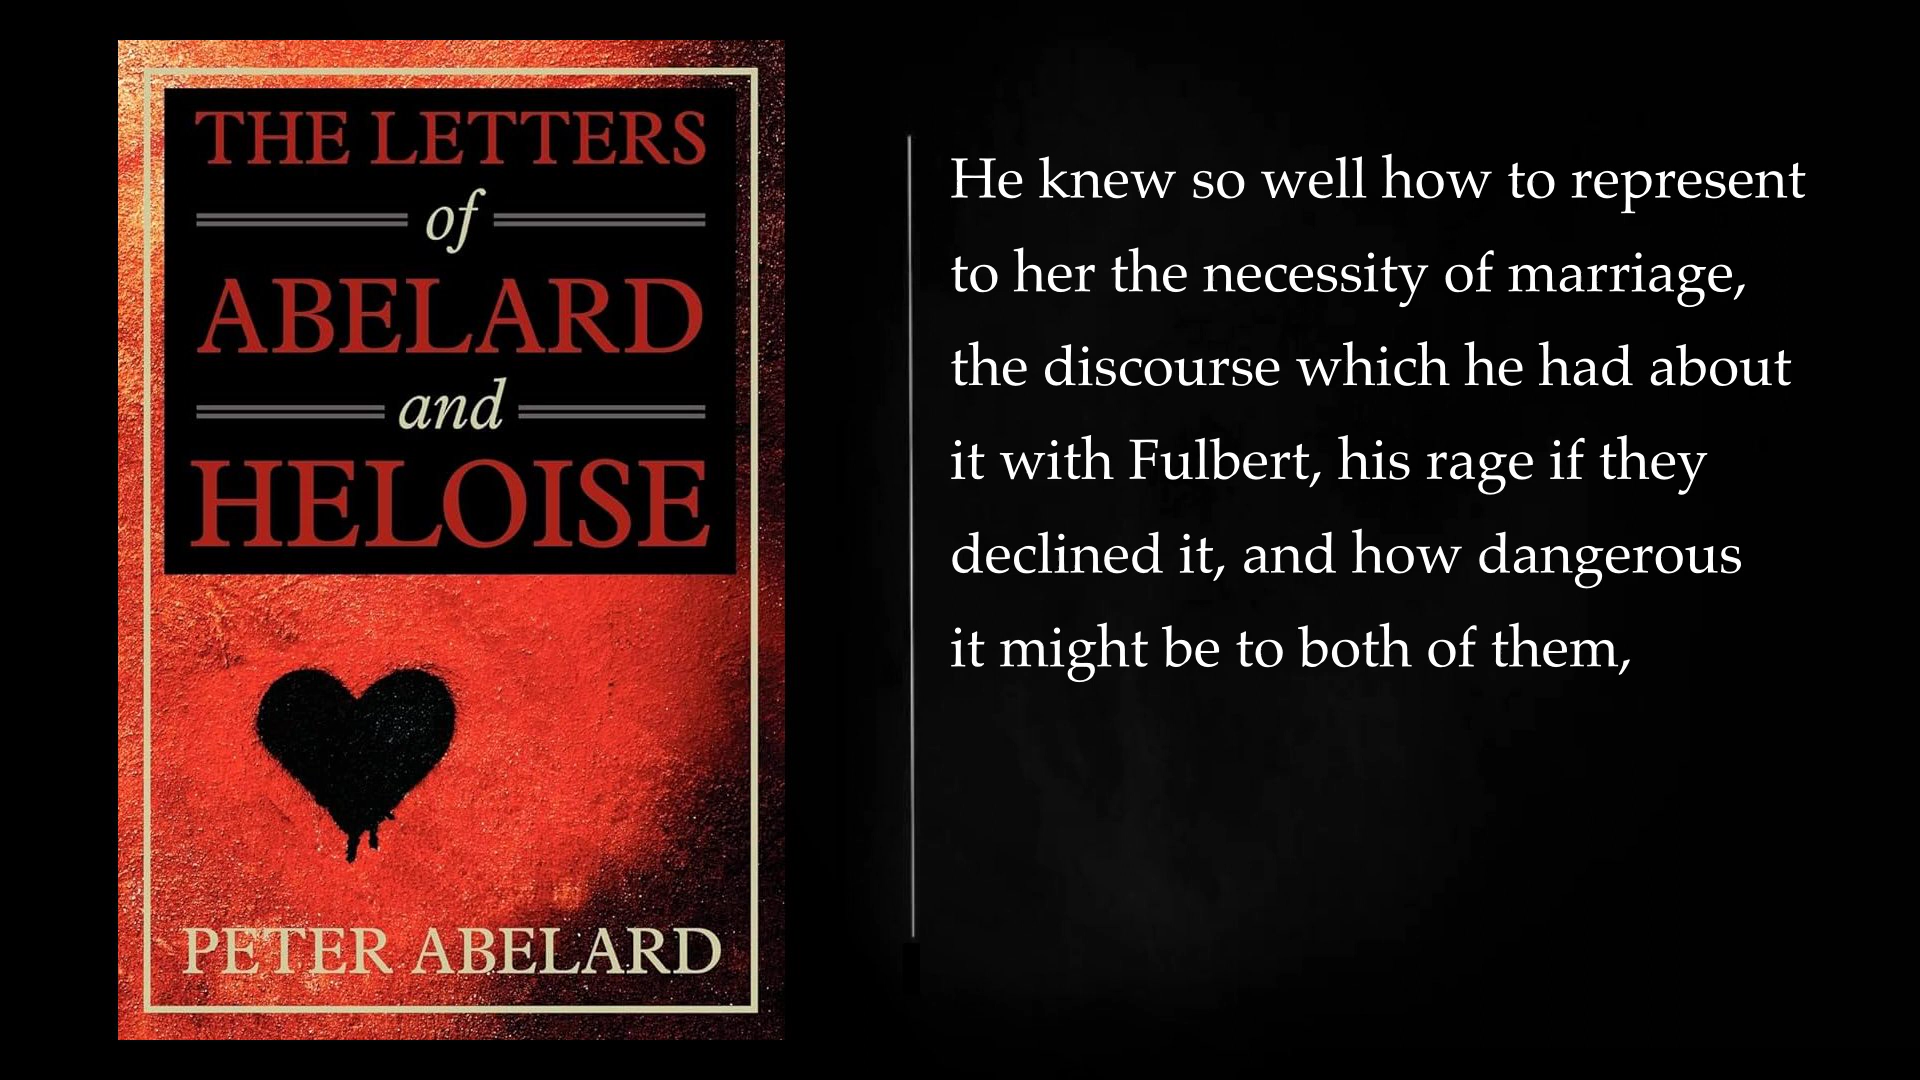 THE LETTERS
of
ABELARD
and
HELOISE
PETER ABELARD
He knew so well how to represent
to her the necessity of marriage,
the discourse which he had about
it with Fulbert, his rage if they
declined it, and how dangerous
it might be to both of them,